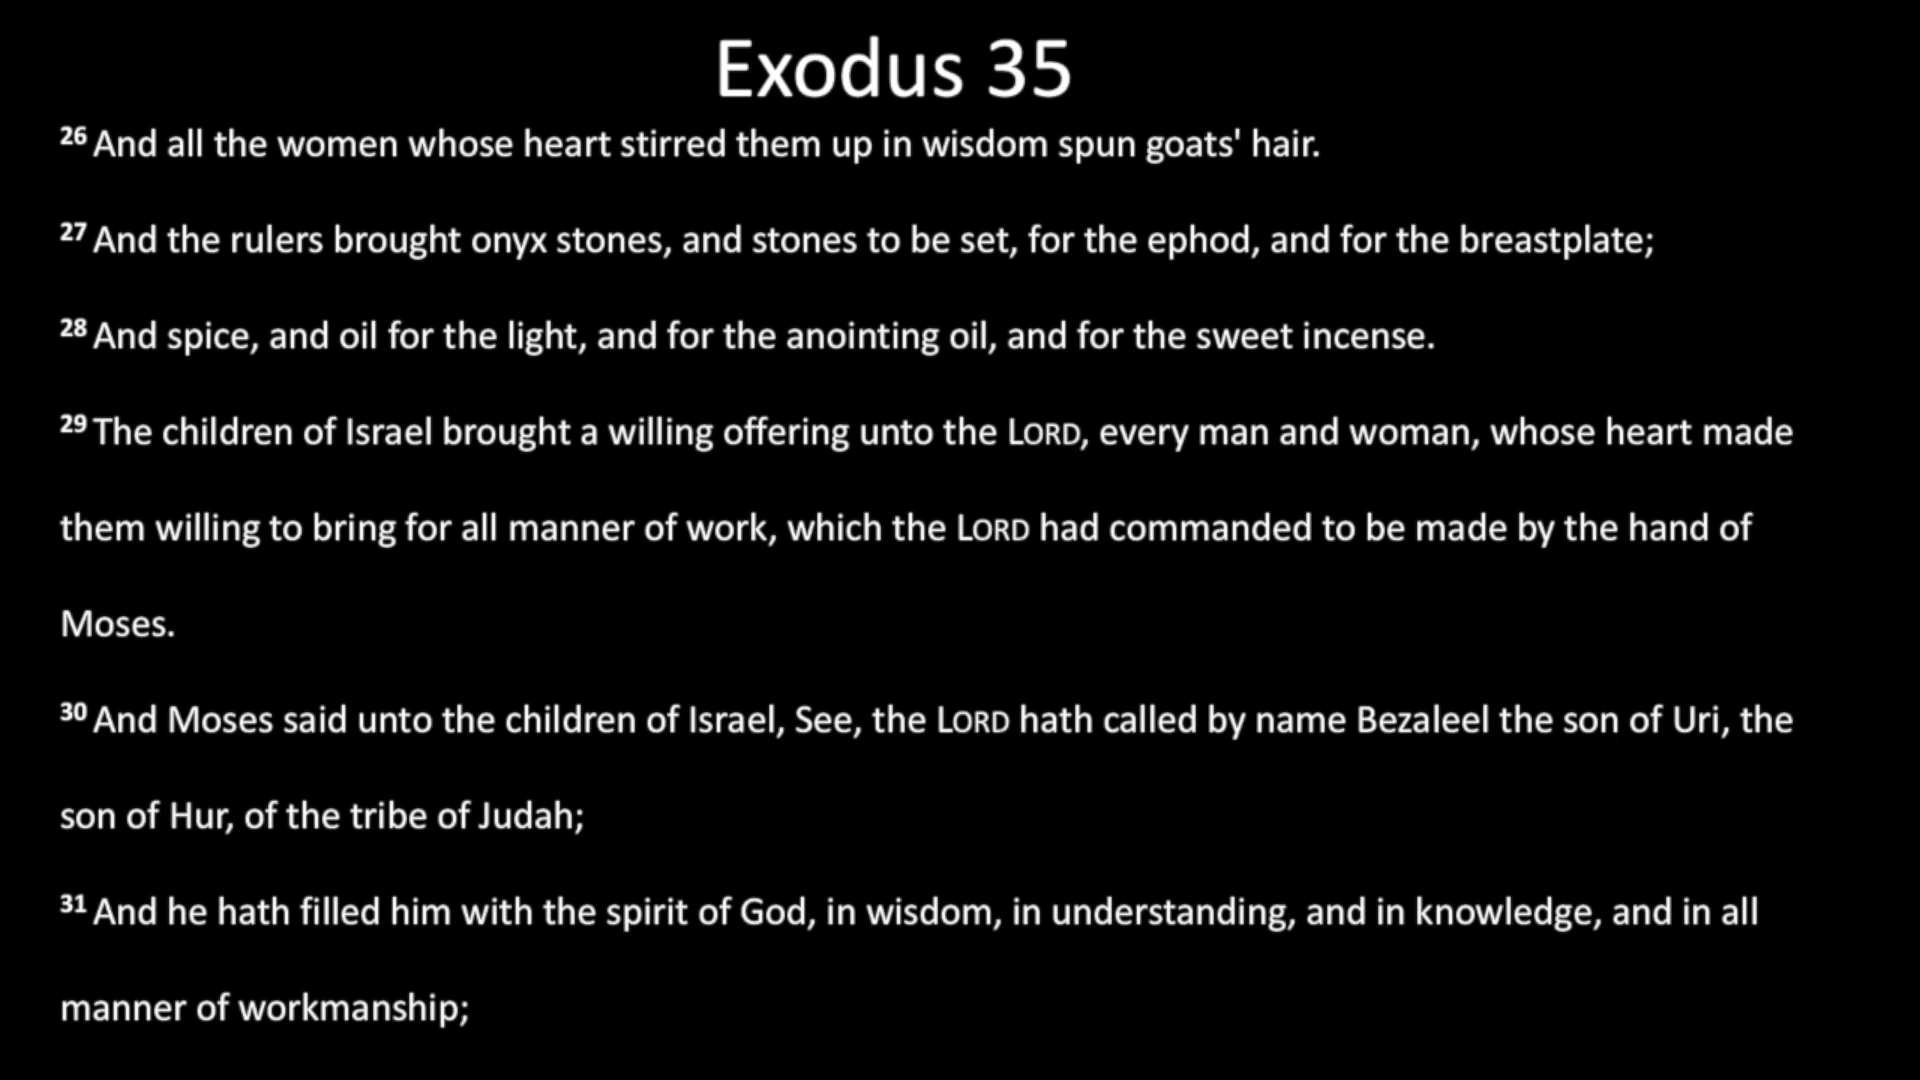 Exodus 35
26 And all the women whose heart stirred them up in wisdom spun goats' hair.
27 And the rulers brought onyx stones, and stones to be set, for the ephod, and for the breastplate;
28 And spice, and oil for the light, and for the anointing oil, and for the sweet incense.
29 The children of Israel brought a willing offering unto the LORD, every man and woman, whose heart made
them willing to bring for all manner of work, which the LORD had commanded to be made by the hand of
Moses.
30 And Moses said unto the children of Israel, See, the LORD hath called by name Bezaleel the son of Uri, the
son of Hur, of the tribe of Judah;
31 And he hath filled him with the spirit of God, in wisdom, in understanding, and in knowledge, and in all
manner of workmanship;